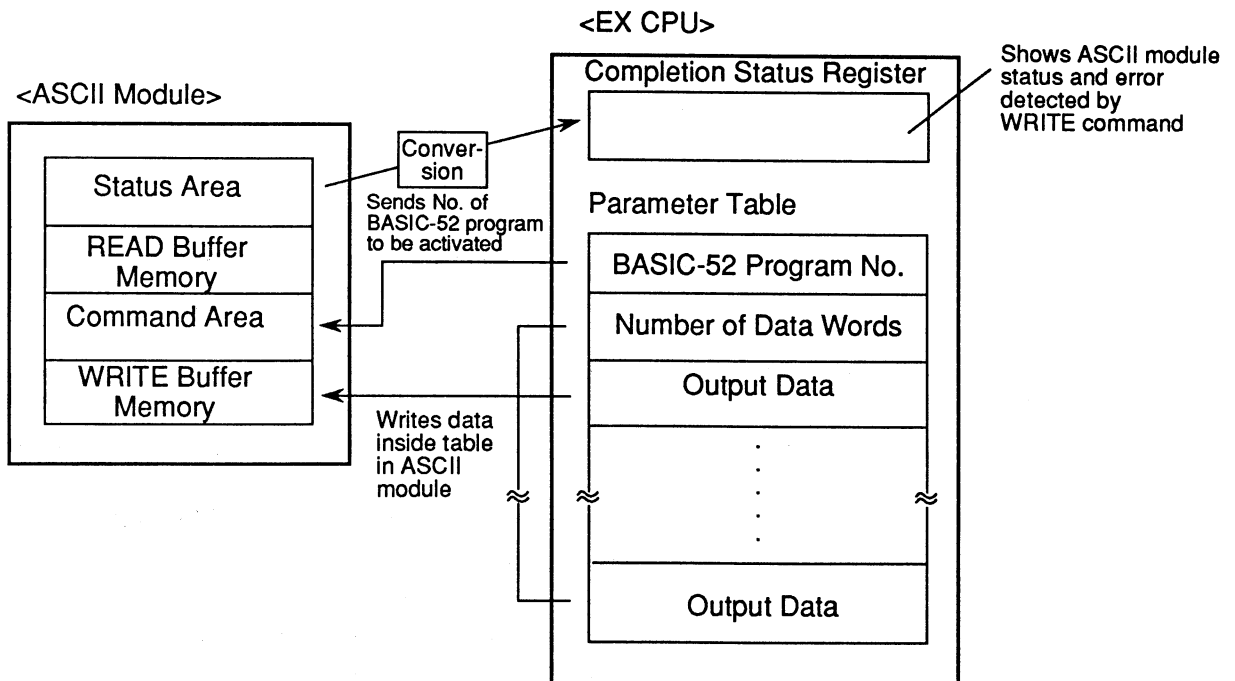 <EX CPU>
<ASCII Module>
Completion Status Register
Shows ASCII module
status and error
detected by
WRITE command
Conver-
sion
Status Area
READ Buffer
Memory
Command Area
WRITE Buffer
Memory
Sends No. of
BASIC-52 program
to be activated
Writes data
inside table
in ASCII
module
Parameter Table
BASIC-52 Program No.
Number of Data Words
Output Data
Output Data